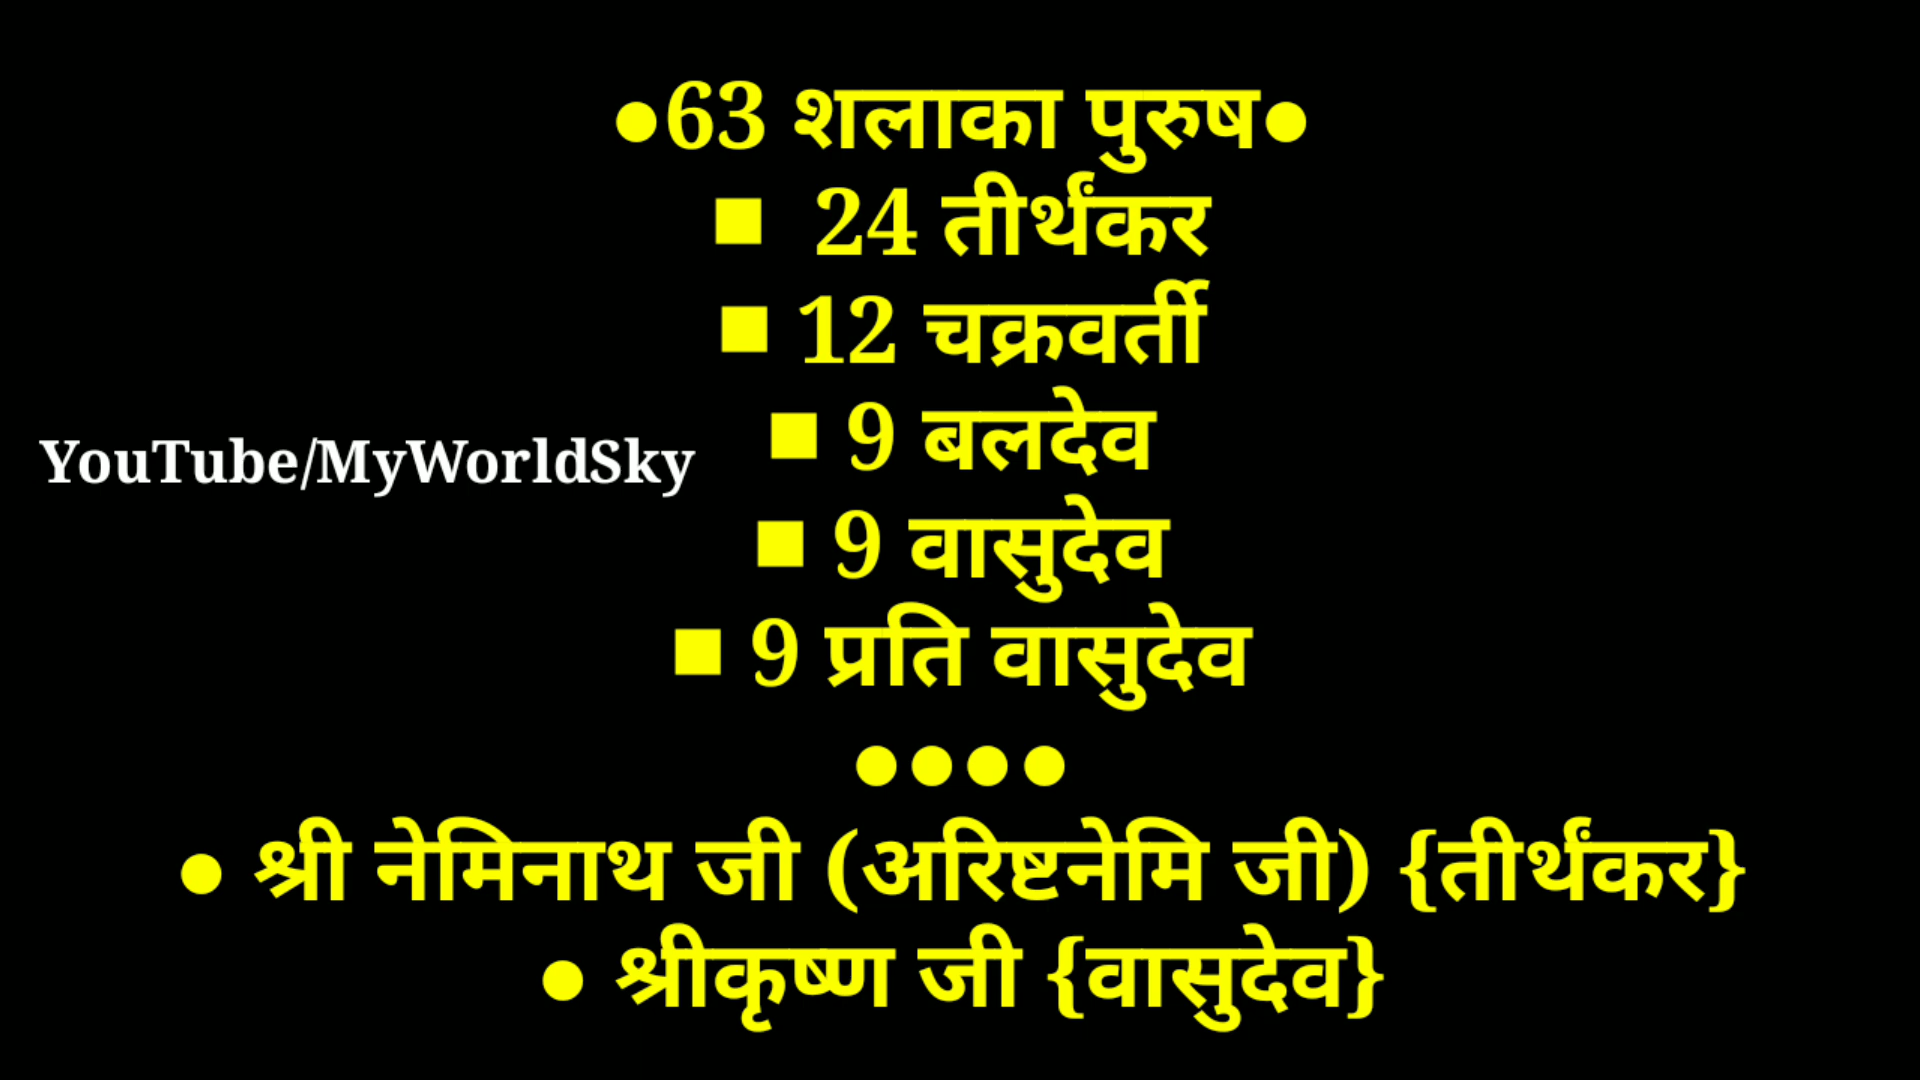 ●63 शलाका पुरुष●
■ 24 तीर्थंकर
■ 12 चक्रवर्ती
■ 9 बलदेव
YouTube/MyWorldSky
■ 9 वासुदेव
■ 9 प्रति वासुदेव
●●●●
● श्री नेमिनाथ जी (अरिष्टनेमि जी) {तीर्थंकर}
● श्रीकृष्ण जी {वासुदेव}